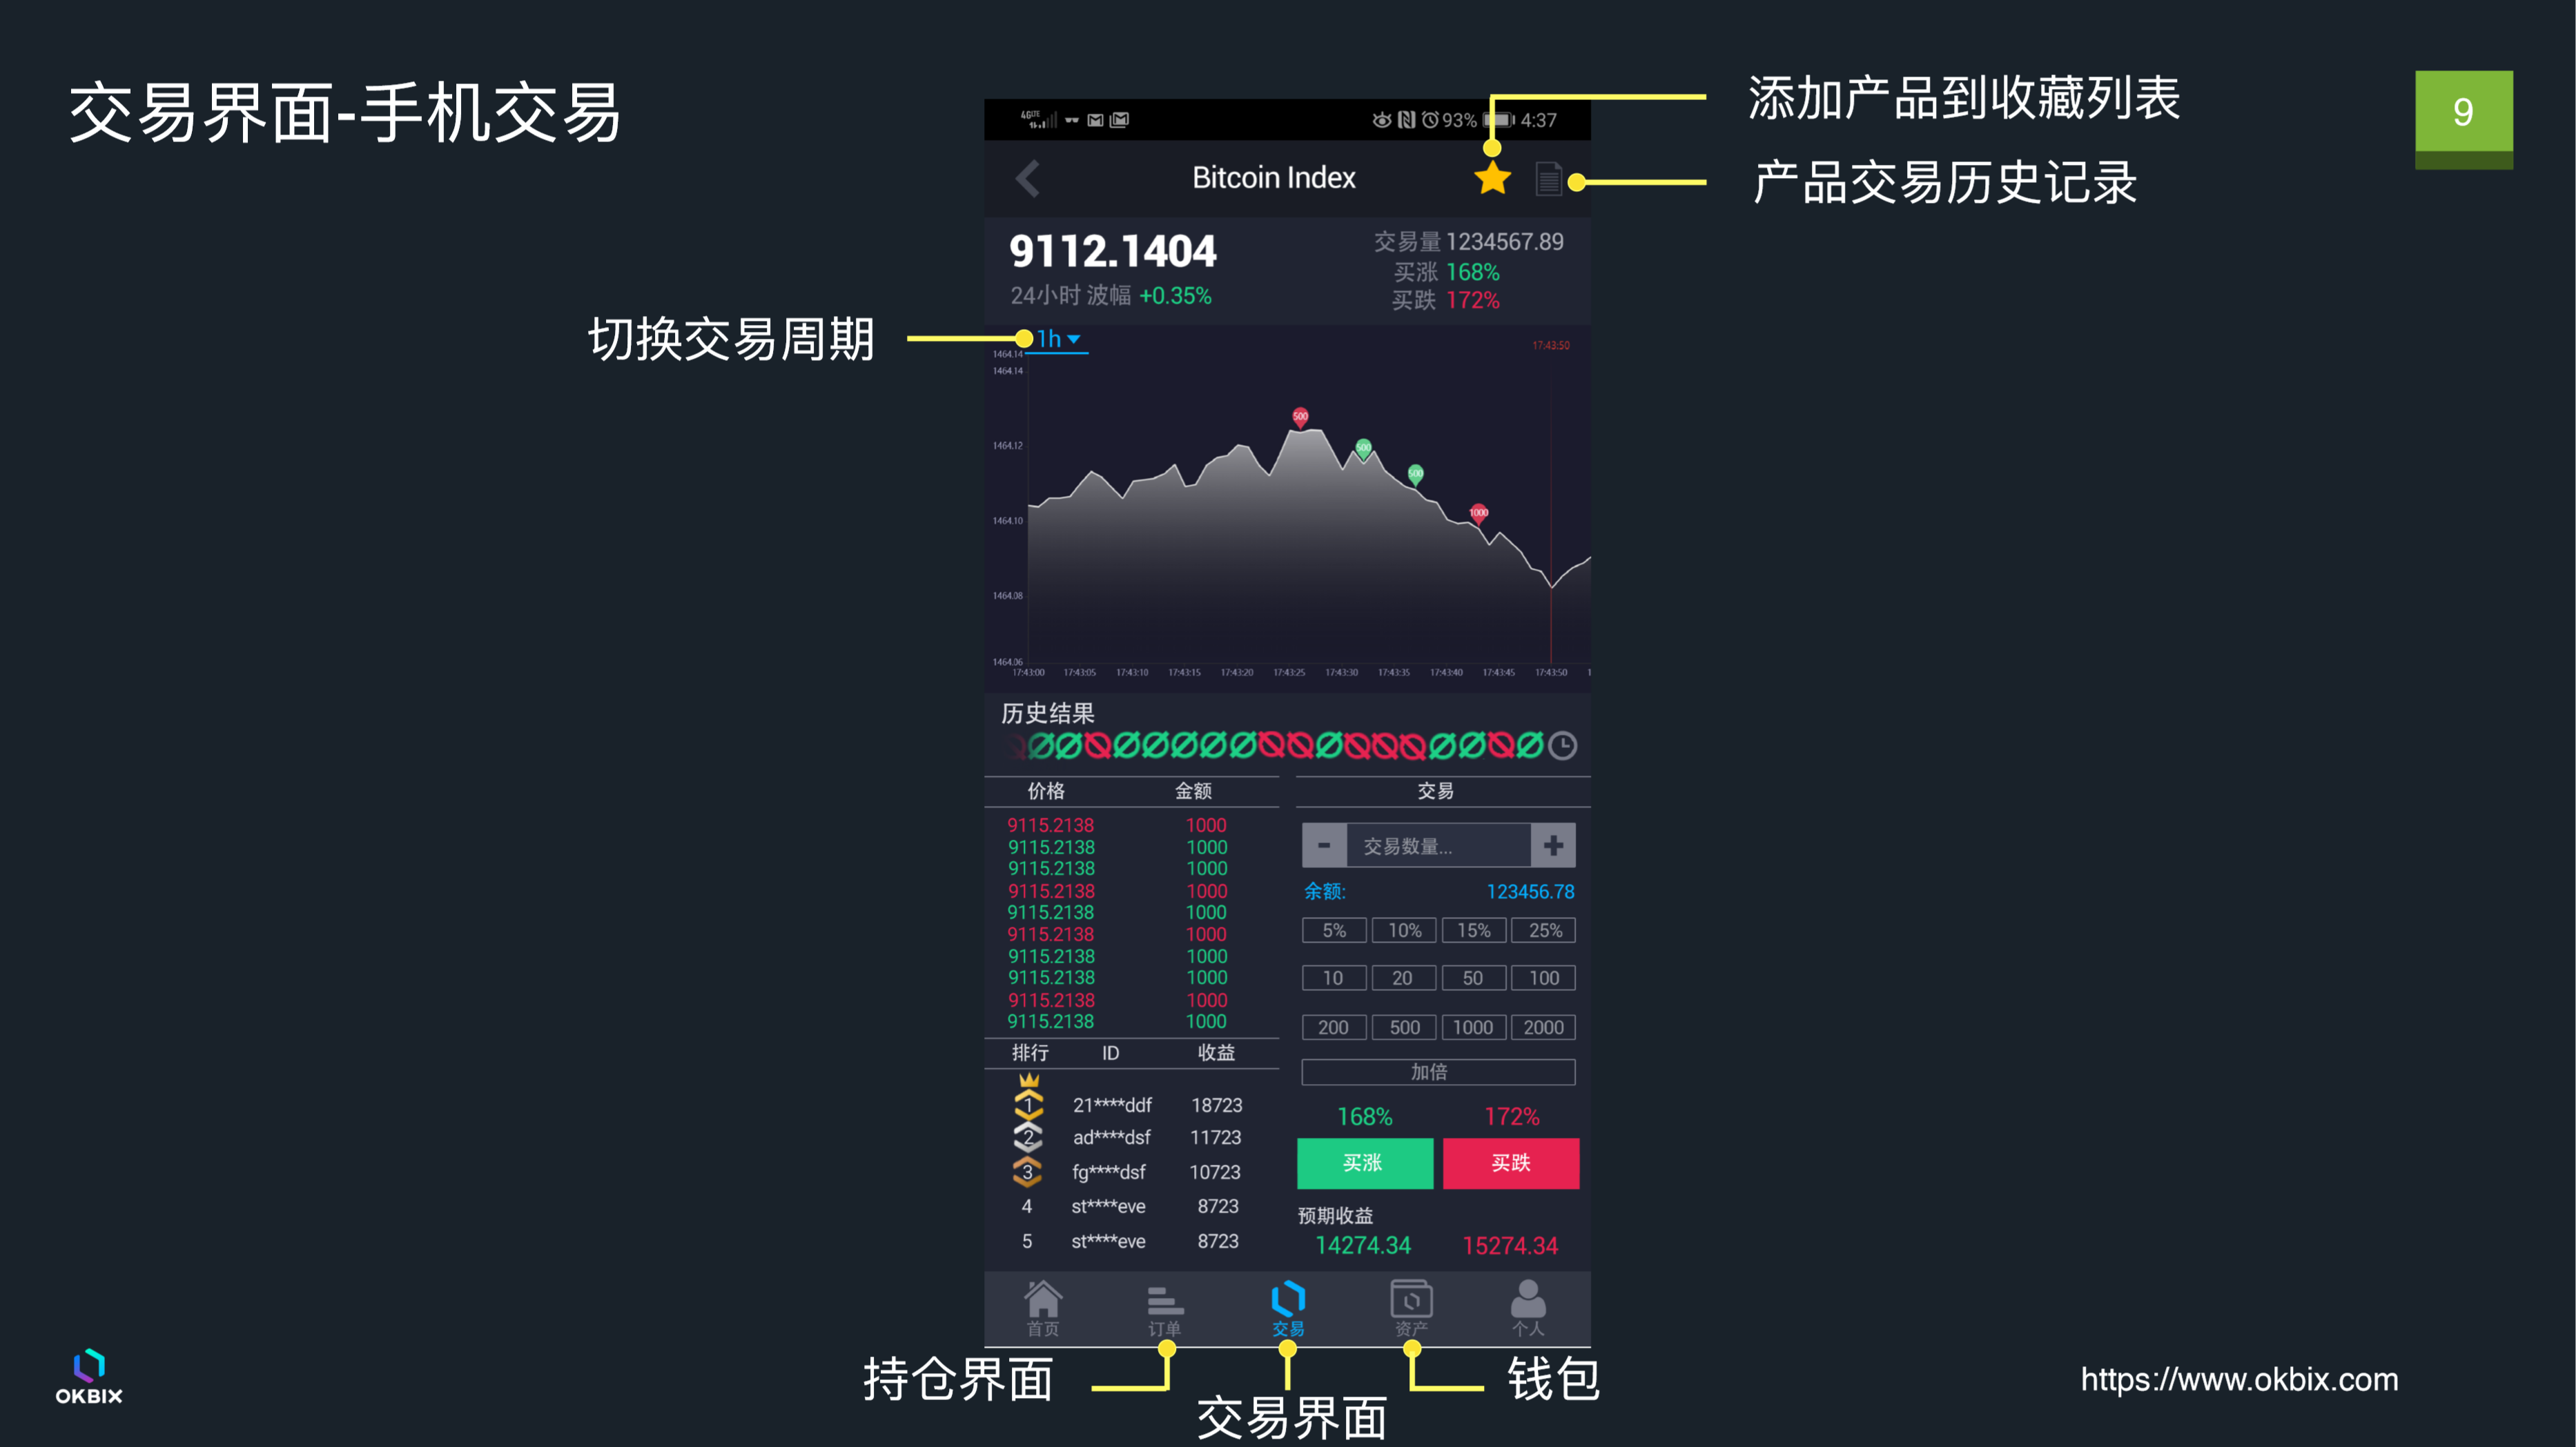 交易界面-手机交易
添加产品到收藏列表
9
产品交易历史记录
93% 4:37
Bitcoin Index
9112.1404
24小时 波幅 +0.35%
交易量 1234567.89
买涨 168%
买跌 172%
切换交易周期
1h
17:43:50
1464.14
1464.14
1464.12
1464.10
1464.08
1464.06
500
500
500
1000
17:43:00 17:43:05 17:43:10 17:43:15 17:43:20 17:43:25 17:43:30 17:43:35 17:43:40 17:43:45 17:43:50
历史结果
价格 金额
9115.2138 1000
9115.2138 1000
9115.2138 1000
9115.2138 1000
9115.2138 1000
9115.2138 1000
9115.2138 1000
9115.2138 1000
9115.2138 1000
9115.2138 1000
排行 ID 收益
1 21****ddf 18723
2 ad****dsf 11723
3 fg****dsf 10723
4 st****eve 8723
5 st****eve 8723
交易
- 交易数量... +
余额: 123456.78
5% 10% 15% 25%
10 20 50 100
200 500 1000 2000
加倍
168% 172%
买涨 买跌
预期收益
14274.34 15274.34
首页 订单 交易 资产 个人
持仓界面
交易界面
钱包
OKBIX
https://www.okbix.com